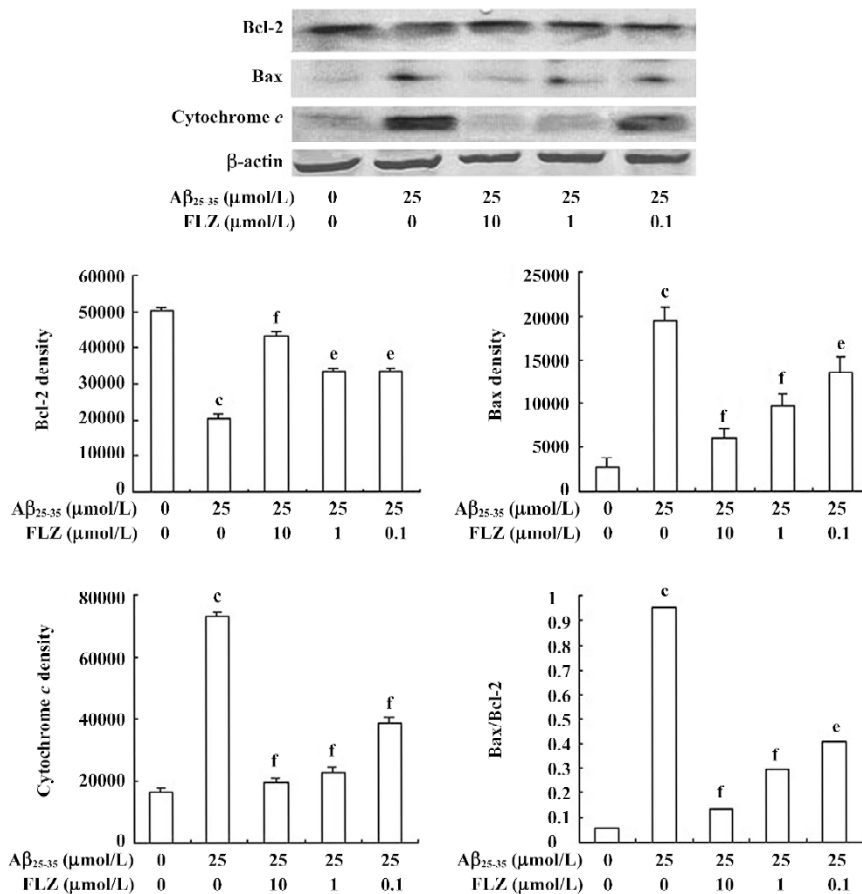 Bcl-2
Bax
Cytochrome c
β-actin
Aβ25-35 (μmol/L) 0 25 25 25 25
FLZ (μmol/L) 0 0 10 1 0.1
Bcl-2 density
60000
50000
40000
30000
20000
10000
0
c
f
e
e
Aβ25-35 (μmol/L) 0 25 25 25 25
FLZ (μmol/L) 0 0 10 1 0.1
Bax density
25000
20000
15000
10000
5000
0
c
f
f
e
Aβ25-35 (μmol/L) 0 25 25 25 25
FLZ (μmol/L) 0 0 10 1 0.1
Cytochrome c density
80000
60000
40000
20000
0
c
f
f
f
Aβ25-35 (μmol/L) 0 25 25 25 25
FLZ (μmol/L) 0 0 10 1 0.1
Bax/Bcl-2
1
0.9
0.8
0.7
0.6
0.5
0.4
0.3
0.2
0.1
0
c
f
f
e
Aβ25-35 (μmol/L) 0 25 25 25 25
FLZ (μmol/L) 0 0 10 1 0.1